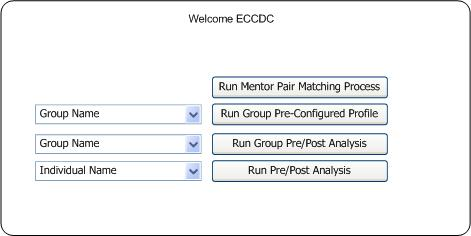 Welcome ECCDC
Run Mentor Pair Matching Process
Group Name Run Group Pre-Configured Profile
Group Name Run Group Pre/Post Analysis
Individual Name Run Pre/Post Analysis